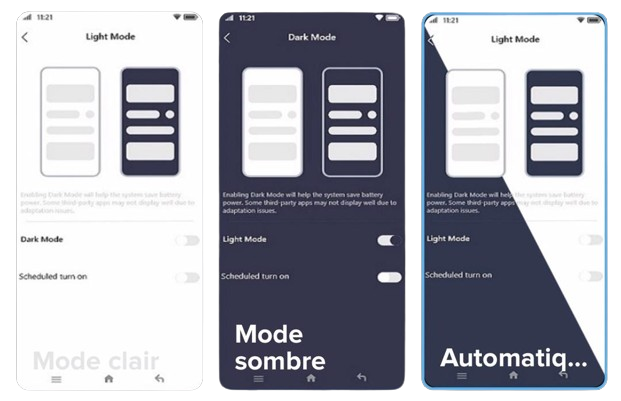 11:21
Light Mode
Enabling Dark Mode will help the system save battery
power. Some third-party apps may not display well due to
adaptation issues.
Dark Mode
Scheduled turn on
Mode clair
11:21
Dark Mode
Enabling Dark Mode will help the system save battery
power. Some third-party apps may not display well due to
adaptation issues.
Light Mode
Scheduled turn on
Mode
sombre
11:21
Light Mode
Enabling Dark Mode will help the system save battery
power. Some third-party apps may not display well due to
adaptation issues.
Light Mode
Scheduled turn on
Automatiq...